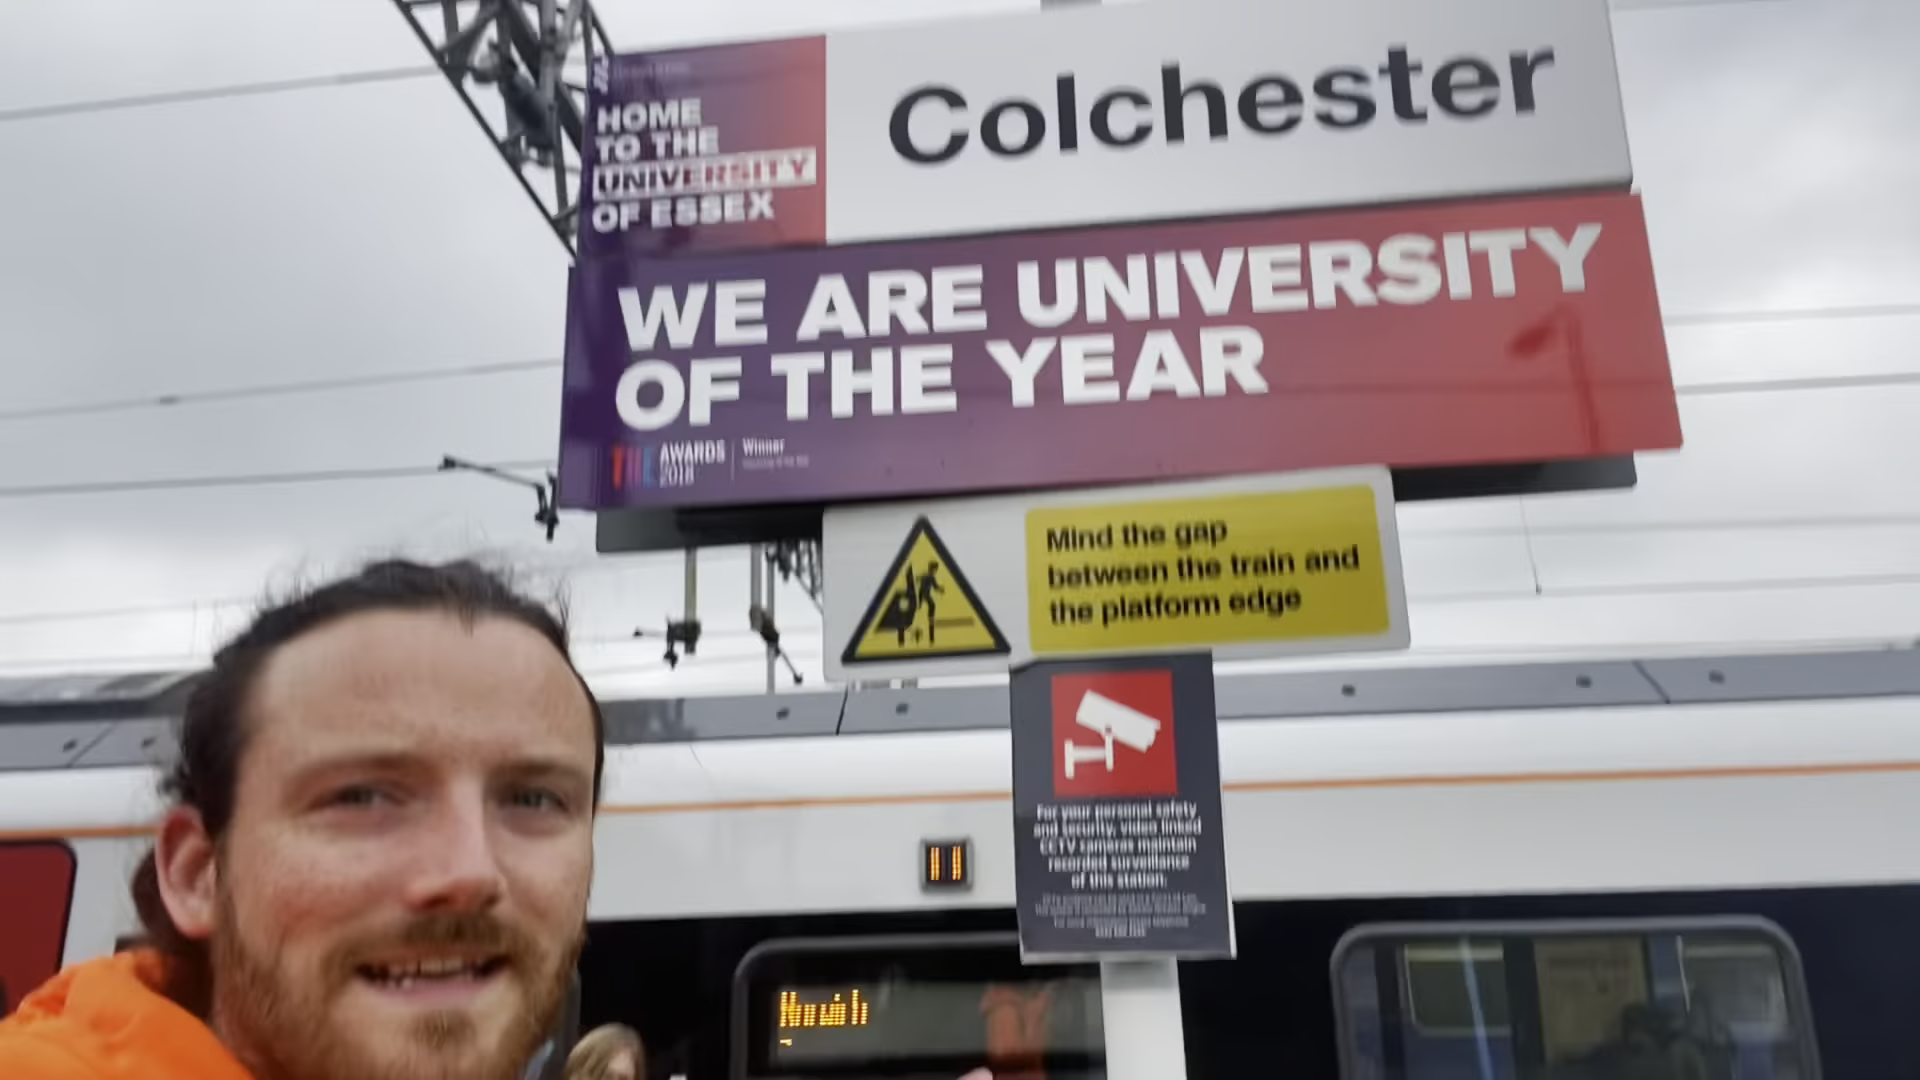 HOME
TO THE
UNIVERSITY
OF ESSEX
Colchester
WE ARE UNIVERSITY
OF THE YEAR
THE AWARDS
2018
Winner
Mind the gap
between the train and
the platform edge
For your personal safety
and security, video linked
CCTV cameras maintain
recorded surveillance
of this station.
11